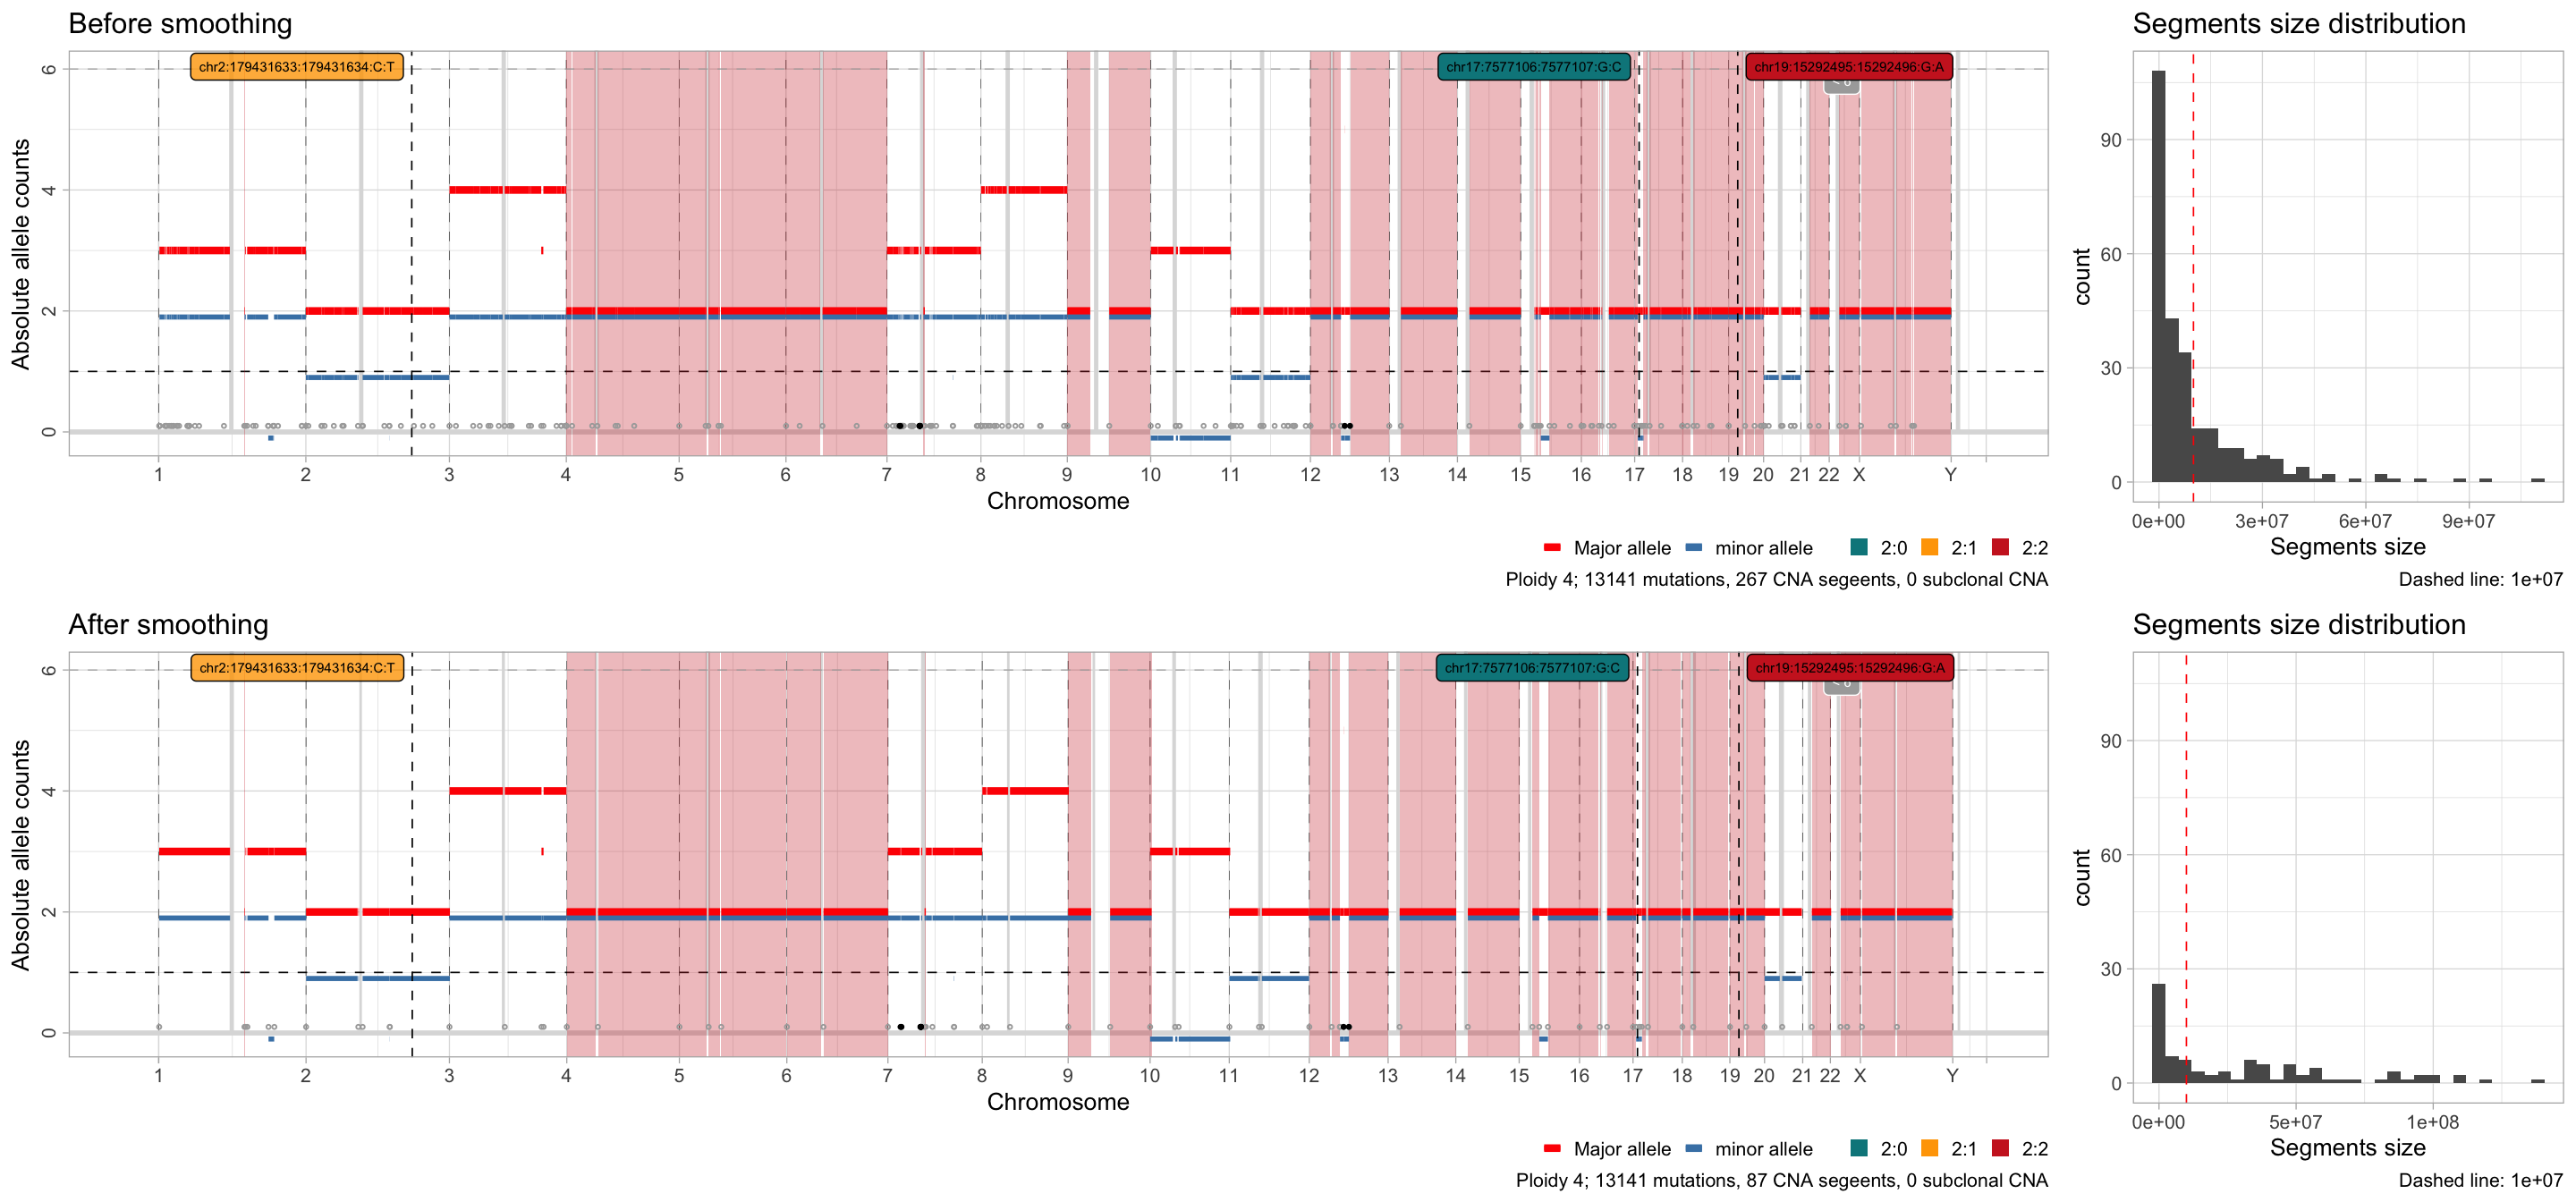 Before smoothing
Segments size distribution
chr2:179431633:179431634:C:T
chr17:7577106:7577107:G:C
chr19:15292495:15292496:G:A
Absolute allele counts
6
4
2
0
1 2 3 4 5 6 7 8 9 10 11 12 13 14 15 16 17 18 19 20 21 22 X Y
Chromosome
Major allele minor allele 2:0 2:1 2:2
Ploidy 4; 13141 mutations, 267 CNA segeents, 0 subclonal CNA
count
90
60
30
0
0e+00 3e+07 6e+07 9e+07
Segments size
Dashed line: 1e+07
After smoothing
Segments size distribution
chr2:179431633:179431634:C:T
chr17:7577106:7577107:G:C
chr19:15292495:15292496:G:A
Absolute allele counts
6
4
2
0
1 2 3 4 5 6 7 8 9 10 11 12 13 14 15 16 17 18 19 20 21 22 X Y
Chromosome
Major allele minor allele 2:0 2:1 2:2
Ploidy 4; 13141 mutations, 87 CNA segeents, 0 subclonal CNA
count
90
60
30
0
0e+00 5e+07 1e+08
Segments size
Dashed line: 1e+07